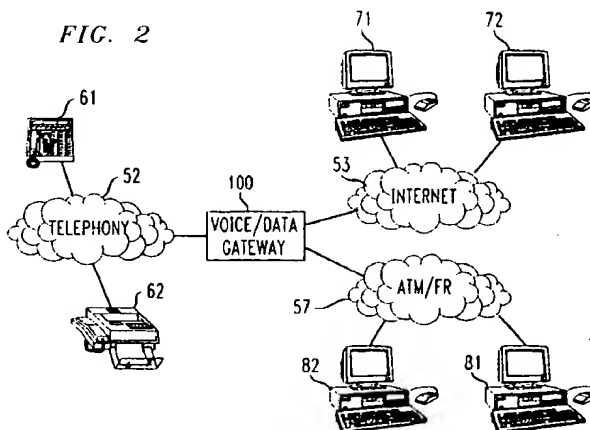 FIG. 2
71
72
61
52
TELEPHONY
100
VOICE/DATA
GATEWAY
53
INTERNET
62
57
ATM/FR
82
81